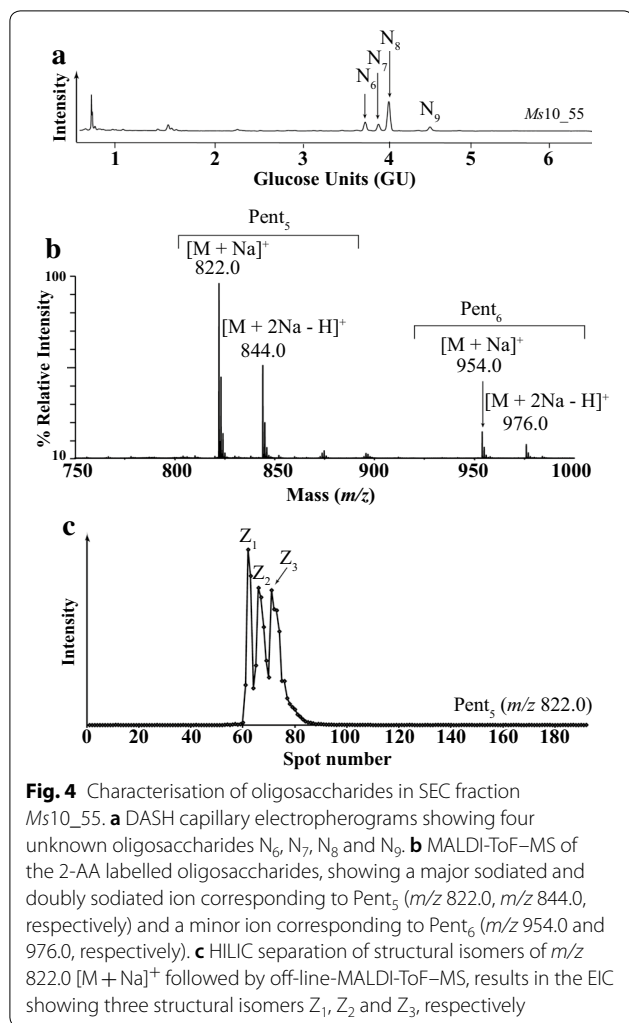 a
N₈
N₇
N₆
N₉
Intensity
Ms10_55
1 2 3 4 5 6
Glucose Units (GU)
b
Pent₅
[M + Na]⁺
822.0
100
Pent₆
[M + 2Na - H]⁺
844.0
[M + Na]⁺
954.0
[M + 2Na - H]⁺
976.0
% Relative Intensity
10
750 800 850 900 950 1000
Mass (m/z)
c
Z₁
Z₂
Z₃
Intensity
Pent₅ (m/z 822.0)
0 20 40 60 80 100 120 140 160 180
Spot number
Fig. 4 Characterisation of oligosaccharides in SEC fraction
Ms10_55. a DASH capillary electropherograms showing four
unknown oligosaccharides N₆, N₇, N₈ and N₉. b MALDI-ToF–MS of
the 2-AA labelled oligosaccharides, showing a major sodiated and
doubly sodiated ion corresponding to Pent₅ (m/z 822.0, m/z 844.0,
respectively) and a minor ion corresponding to Pent₆ (m/z 954.0 and
976.0, respectively). c HILIC separation of structural isomers of m/z
822.0 [M + Na]⁺ followed by off-line-MALDI-ToF–MS, results in the EIC
showing three structural isomers Z₁, Z₂ and Z₃, respectively